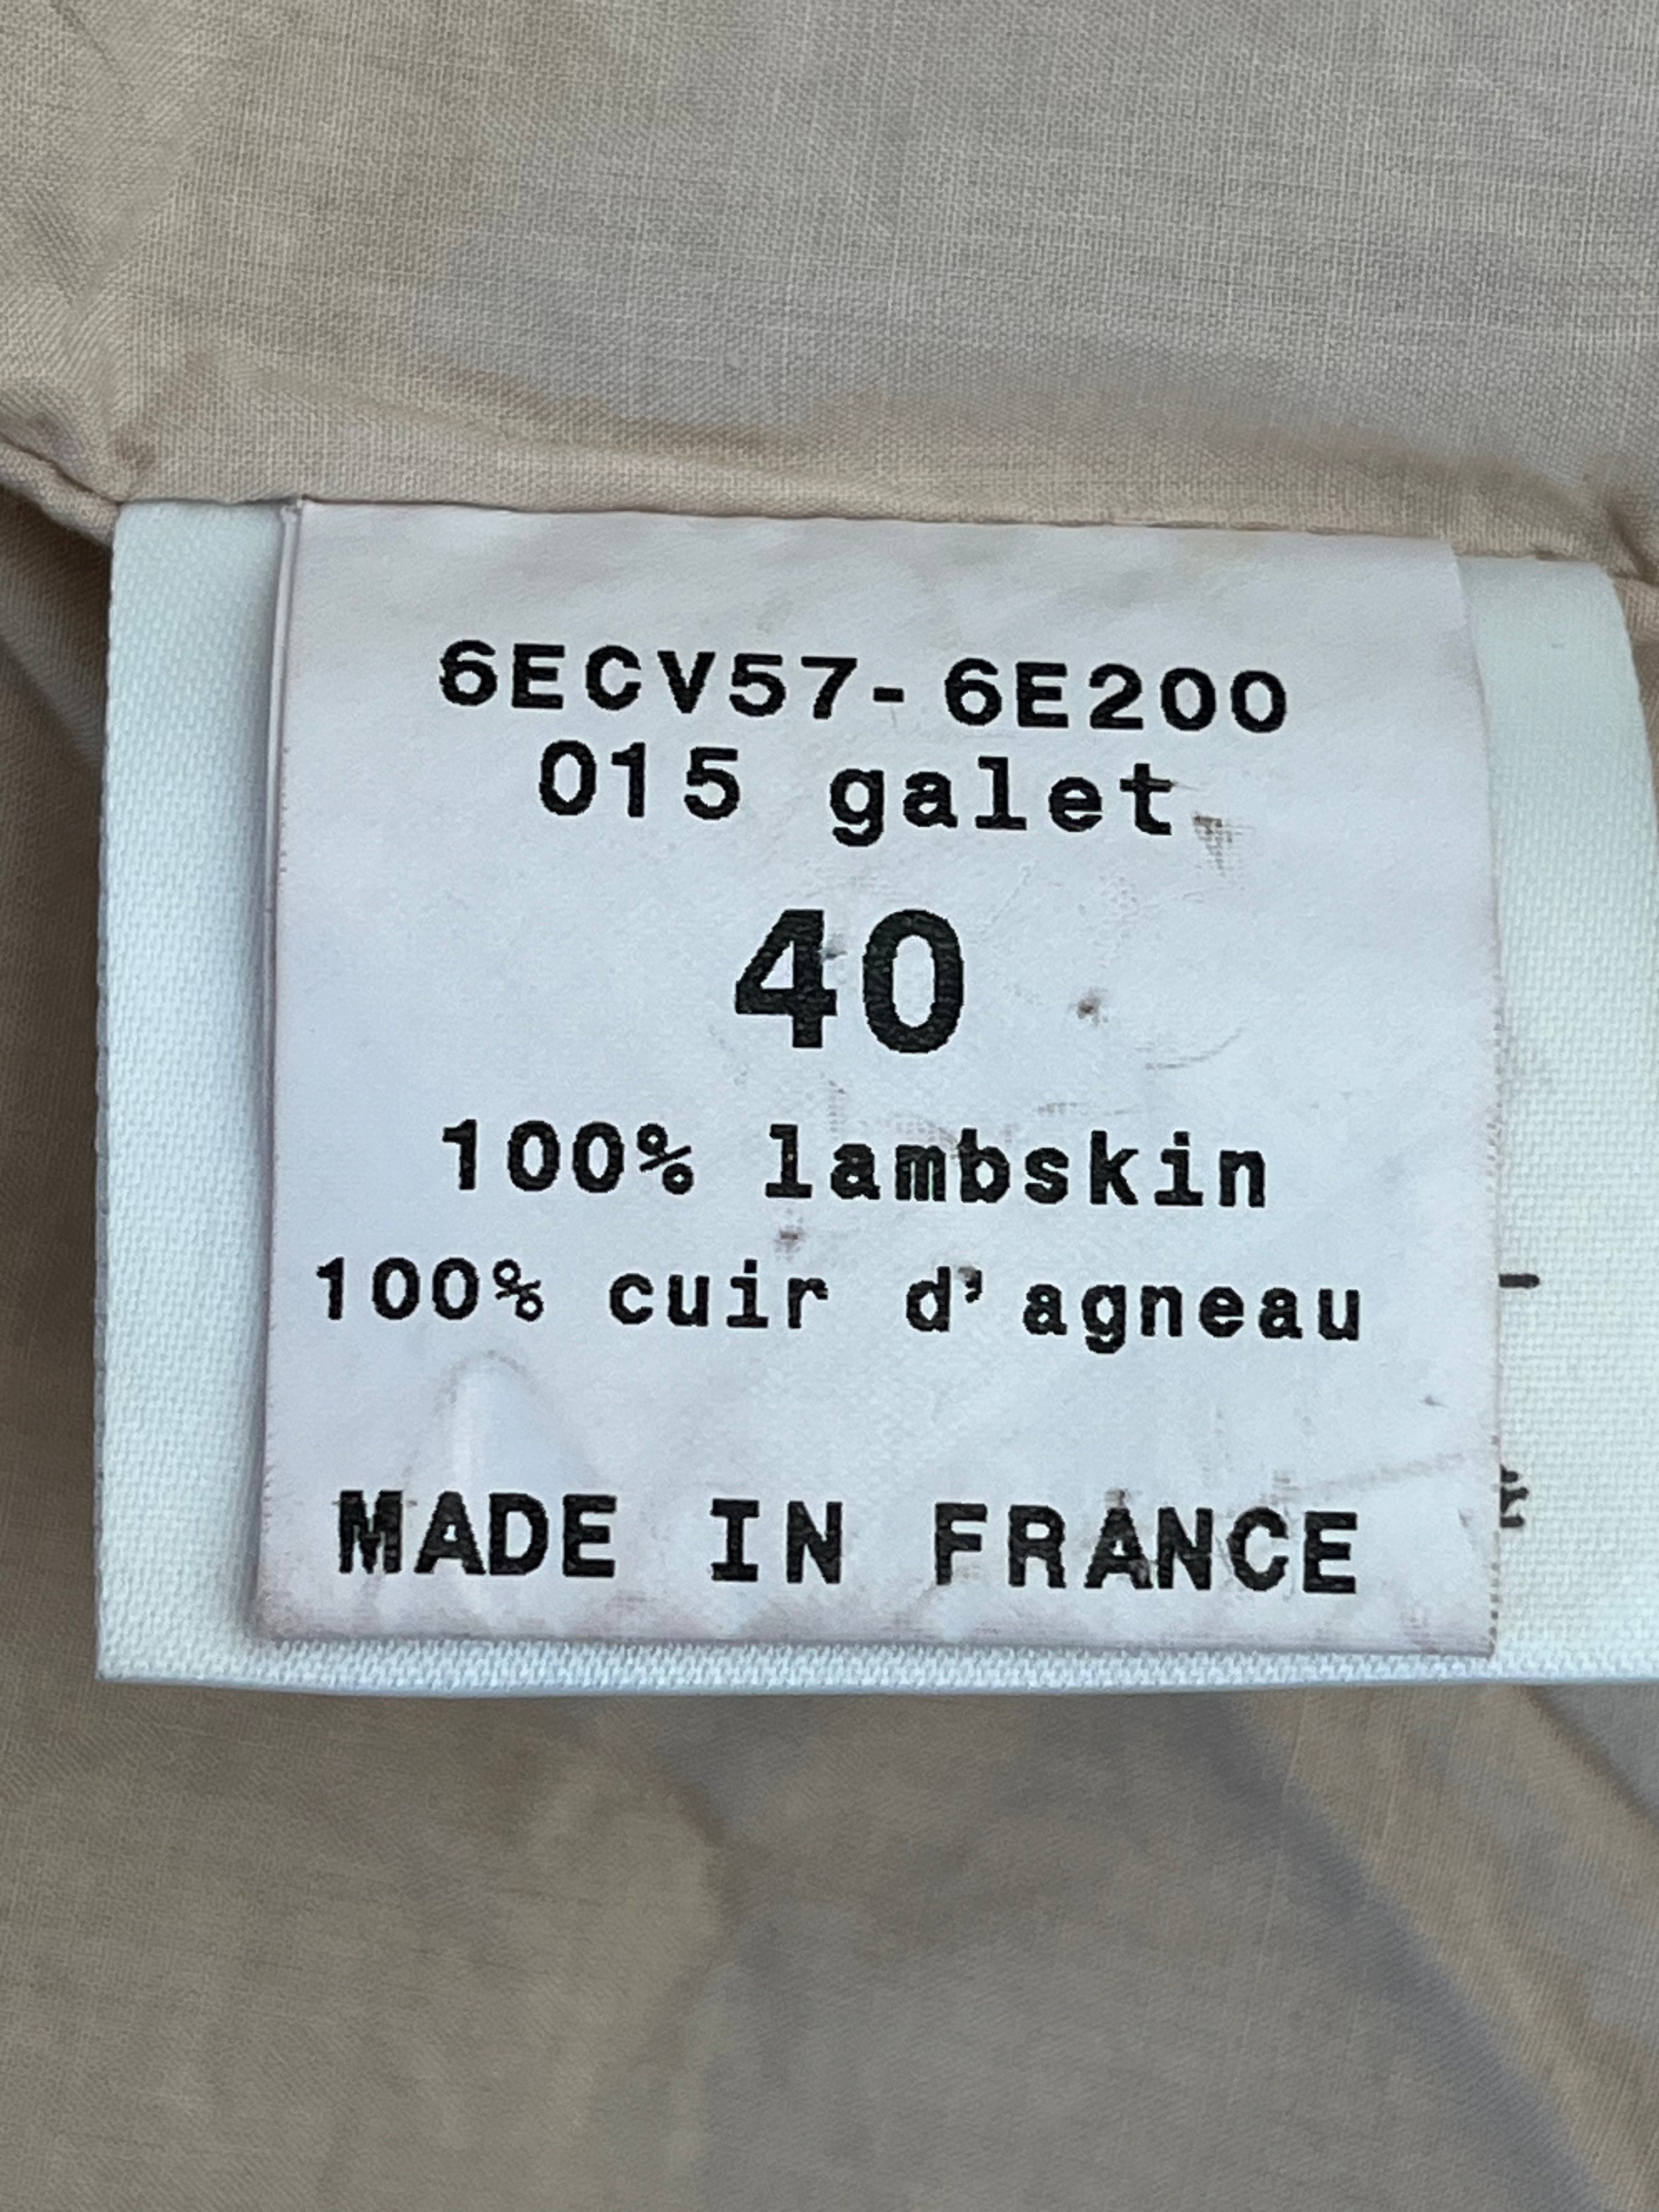 6ECV57-6E200
015 galet
40
100% lambskin
100% cuir d'agneau
MADE IN FRANCE